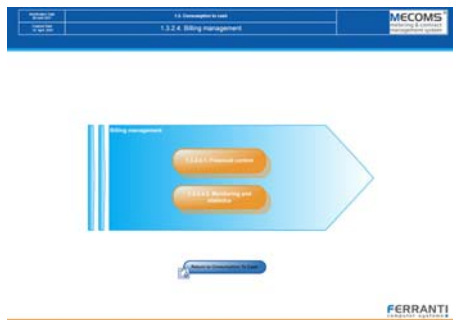 1.3. Consumption to cash
1.3.2.4. Billing management
MECOMS
metering & contract
management system
Billing management
1.3.2.4.1. Financial control
1.3.2.4.2. Monitoring and
statistics
Return to Consumption To Cash
FERRANTI
computer systems